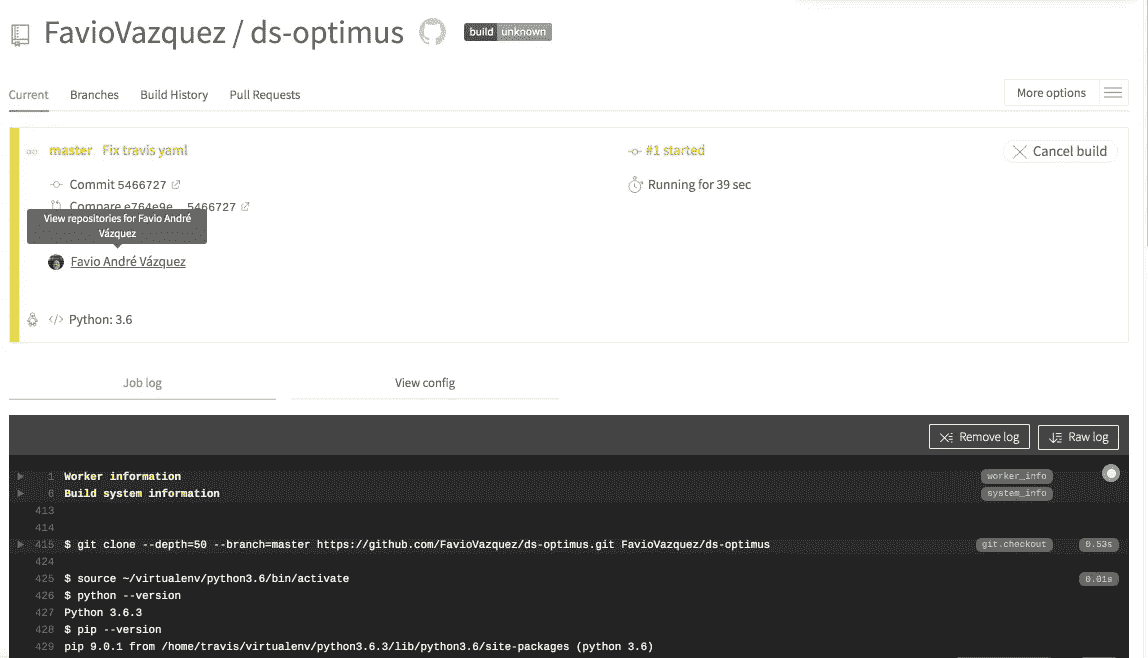 FavioVazquez / ds-optimus build unknown
Current Branches Build History Pull Requests More options
master Fix travis yaml #1 started Cancel build
Commit 5466727 Running for 39 sec
Compare e764e9e 5466727
View repositories for Favio André
Vázquez
Favio André Vázquez
</> Python: 3.6
Job log View config
Remove log Raw log
1 Worker information worker_info
6 Build system information system_info
413
414
415 $ git clone --depth=50 --branch=master https://github.com/FavioVazquez/ds-optimus.git FavioVazquez/ds-optimus git.checkout 0.53s
424
425 $ source ~/virtualenv/python3.6/bin/activate 0.01s
426 $ python --version
427 Python 3.6.3
428 $ pip --version
429 pip 9.0.1 from /home/travis/virtualenv/python3.6.3/lib/python3.6/site-packages (python 3.6)